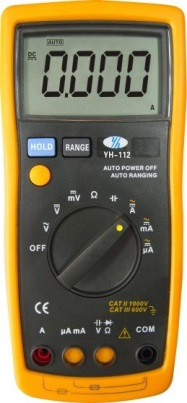 AUTO
DC
0.000
A
HOLD RANGE
YH-112
AUTO POWER OFF
AUTO RANGING
mV Ω
V A
V mA
OFF µA
CAT II 1000V
CE CAT III 600V
A µA mA V Ω COM